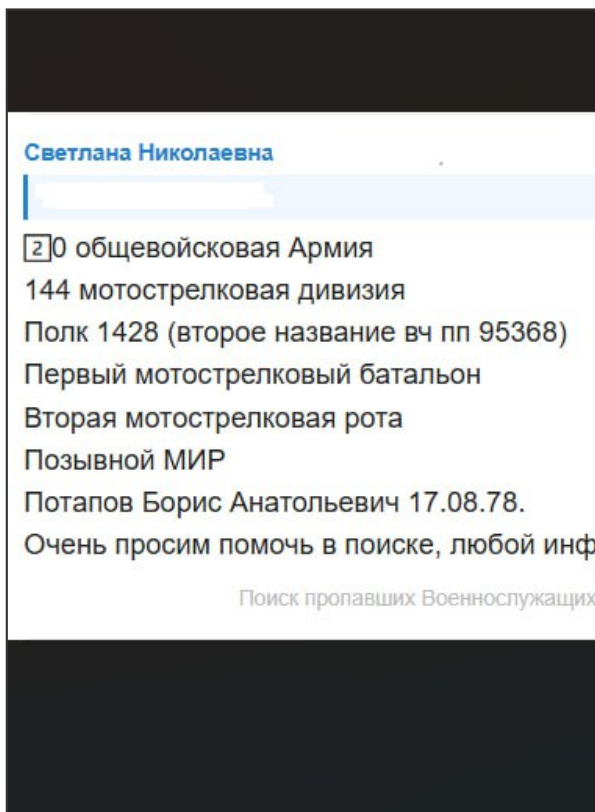 Светлана Николаевна
20 общевойсковая Армия
144 мотострелковая дивизия
Полк 1428 (второе название вч пп 95368)
Первый мотострелковый батальон
Вторая мотострелковая рота
Позывной МИР
Потапов Борис Анатольевич 17.08.78.
Очень просим помочь в поиске, любой инф
Поиск пропавших Военнослужащих